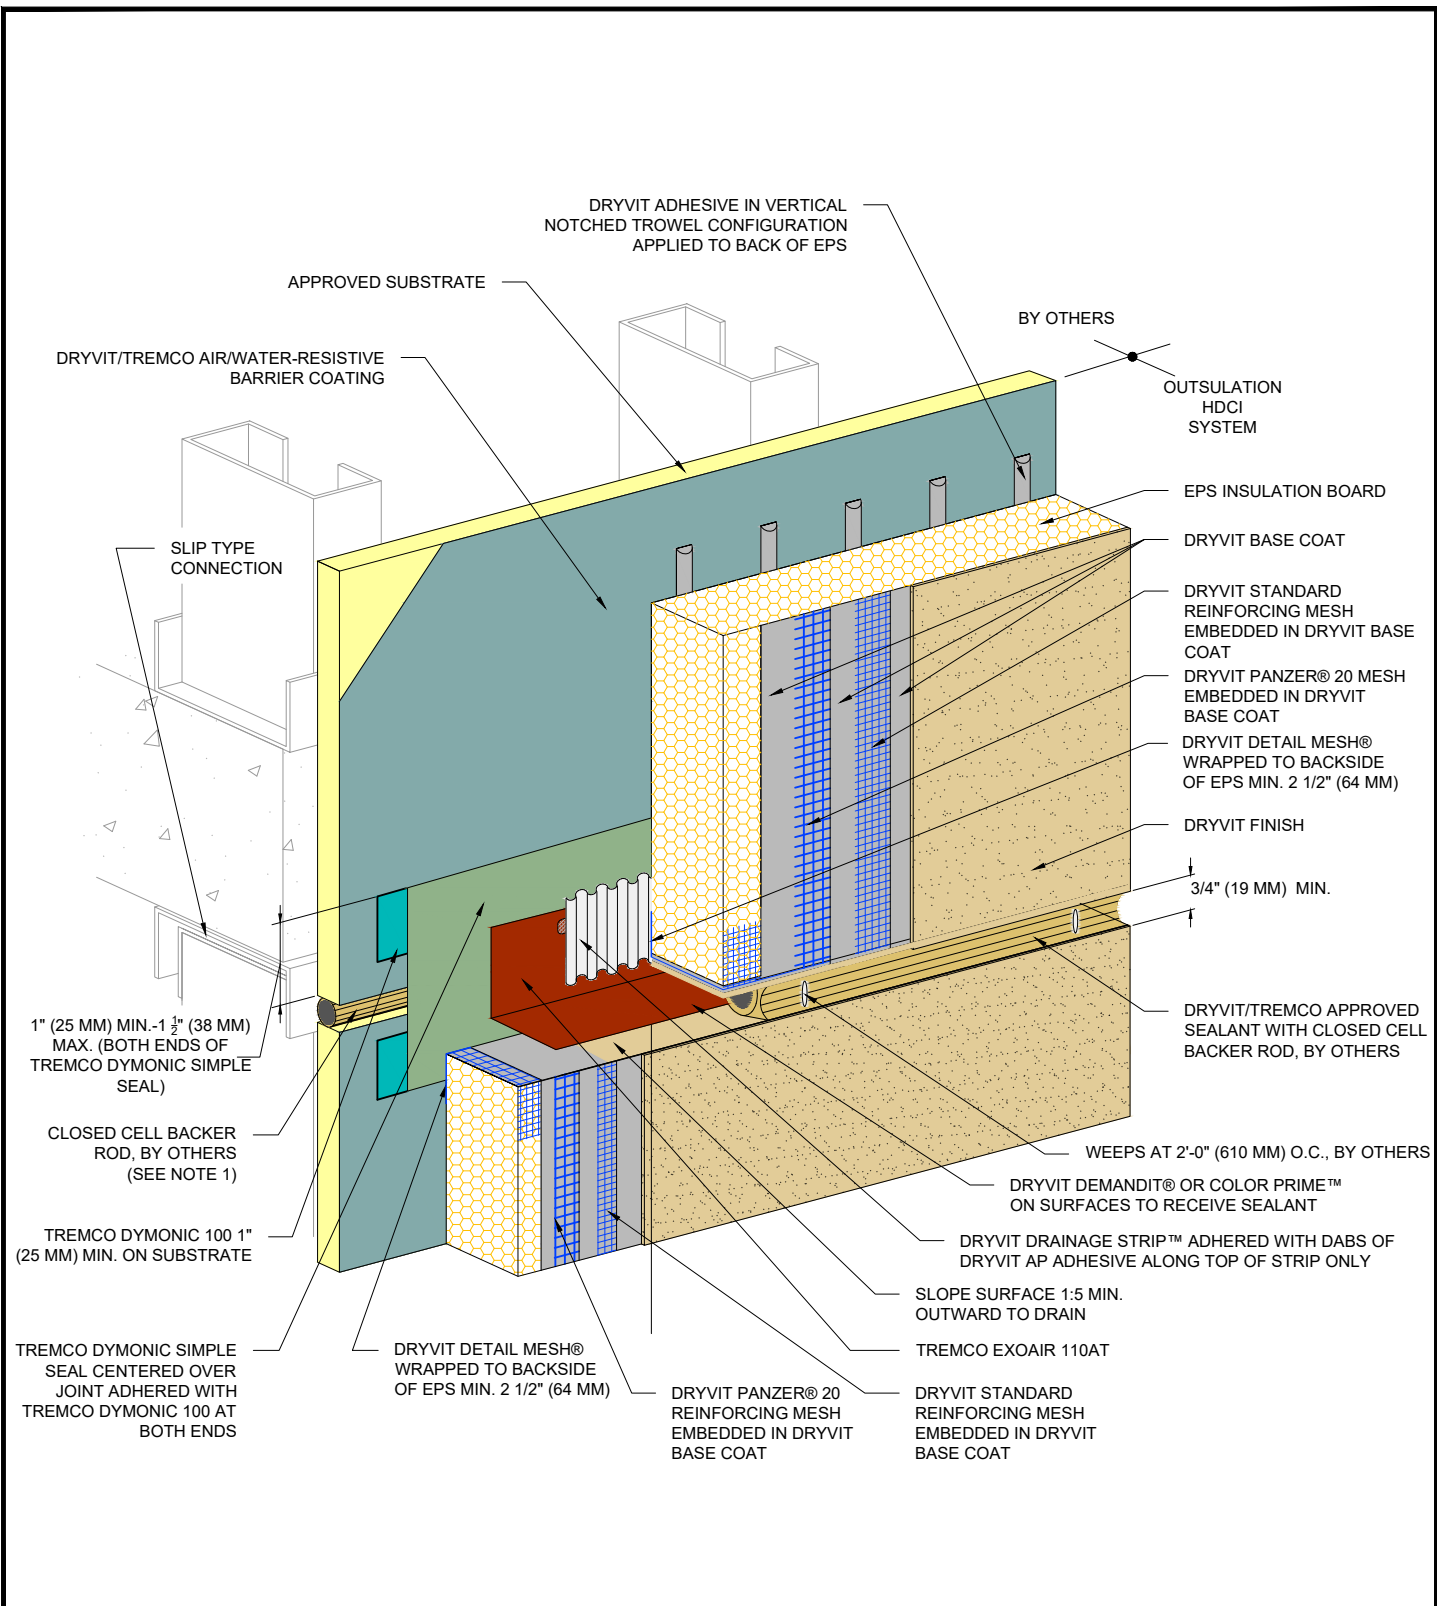 DRYVIT ADHESIVE IN VERTICAL
NOTCHED TROWEL CONFIGURATION
APPLIED TO BACK OF EPS
APPROVED SUBSTRATE
BY OTHERS
DRYVIT/TREMCO AIR/WATER-RESISTIVE
BARRIER COATING
OUTSULATION
HDCI
SYSTEM
EPS INSULATION BOARD
SLIP TYPE
CONNECTION
DRYVIT BASE COAT
DRYVIT STANDARD
REINFORCING MESH
EMBEDDED IN DRYVIT BASE
COAT
DRYVIT PANZER® 20 MESH
EMBEDDED IN DRYVIT
BASE COAT
DRYVIT DETAIL MESH®
WRAPPED TO BACKSIDE
OF EPS MIN. 2 1/2" (64 MM)
DRYVIT FINISH
3/4" (19 MM) MIN.
1" (25 MM) MIN.-1 1/2" (38 MM)
MAX. (BOTH ENDS OF
TREMCO DYMONIC SIMPLE
SEAL)
DRYVIT/TREMCO APPROVED
SEALANT WITH CLOSED CELL
BACKER ROD, BY OTHERS
CLOSED CELL BACKER
ROD, BY OTHERS
(SEE NOTE 1)
WEEPS AT 2'-0" (610 MM) O.C., BY OTHERS
DRYVIT DEMANDIT® OR COLOR PRIME™
ON SURFACES TO RECEIVE SEALANT
TREMCO DYMONIC 100 1"
(25 MM) MIN. ON SUBSTRATE
DRYVIT DRAINAGE STRIP™ ADHERED WITH DABS OF
DRYVIT AP ADHESIVE ALONG TOP OF STRIP ONLY
SLOPE SURFACE 1:5 MIN.
OUTWARD TO DRAIN
TREMCO DYMONIC SIMPLE
SEAL CENTERED OVER
JOINT ADHERED WITH
TREMCO DYMONIC 100 AT
BOTH ENDS
DRYVIT DETAIL MESH®
WRAPPED TO BACKSIDE
OF EPS MIN. 2 1/2" (64 MM)
TREMCO EXOAIR 110AT
DRYVIT PANZER® 20
REINFORCING MESH
EMBEDDED IN DRYVIT
BASE COAT
DRYVIT STANDARD
REINFORCING MESH
EMBEDDED IN DRYVIT
BASE COAT